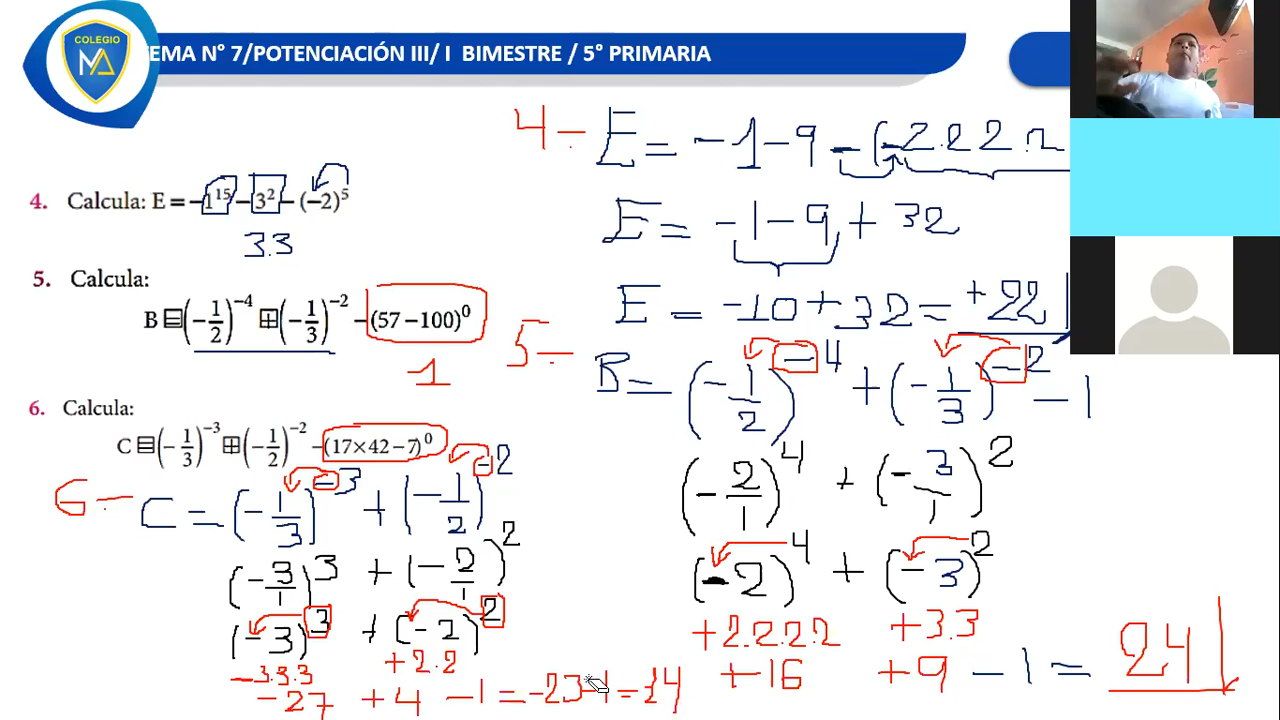 COLEGIO
MA
TEMA N° 7/POTENCIACIÓN III/ I BIMESTRE / 5° PRIMARIA
4. Calcula: E = –1¹⁵ – 3² – (–2)⁵
3.3
5. Calcula:
B = (–1/2)⁻⁴ + (–1/3)⁻² – (57 – 100)⁰
1
6. Calcula:
C = (–1/3)⁻³ + (–1/2)⁻² – (17×42 – 7)⁰
6- C = (-1/3)⁻³ + (-1/2)⁻²
(-3/1)³ + (-2/1)²
(-3)³ + (-2)²
-3.3.3 +2.2
-27 + 4 - 1 = -23-1 =
4- E = -1-9-(-2.2.2.2
E = -1-9+32
E = -10+32 = +22
5- B = (-1/2)⁻⁴ + (-1/3)⁻² - 1
(-2/1)⁴ + (-3/1)²
(-2)⁴ + (-3)²
+2.2.2.2 +3.3
+16 +9 - 1 = 24